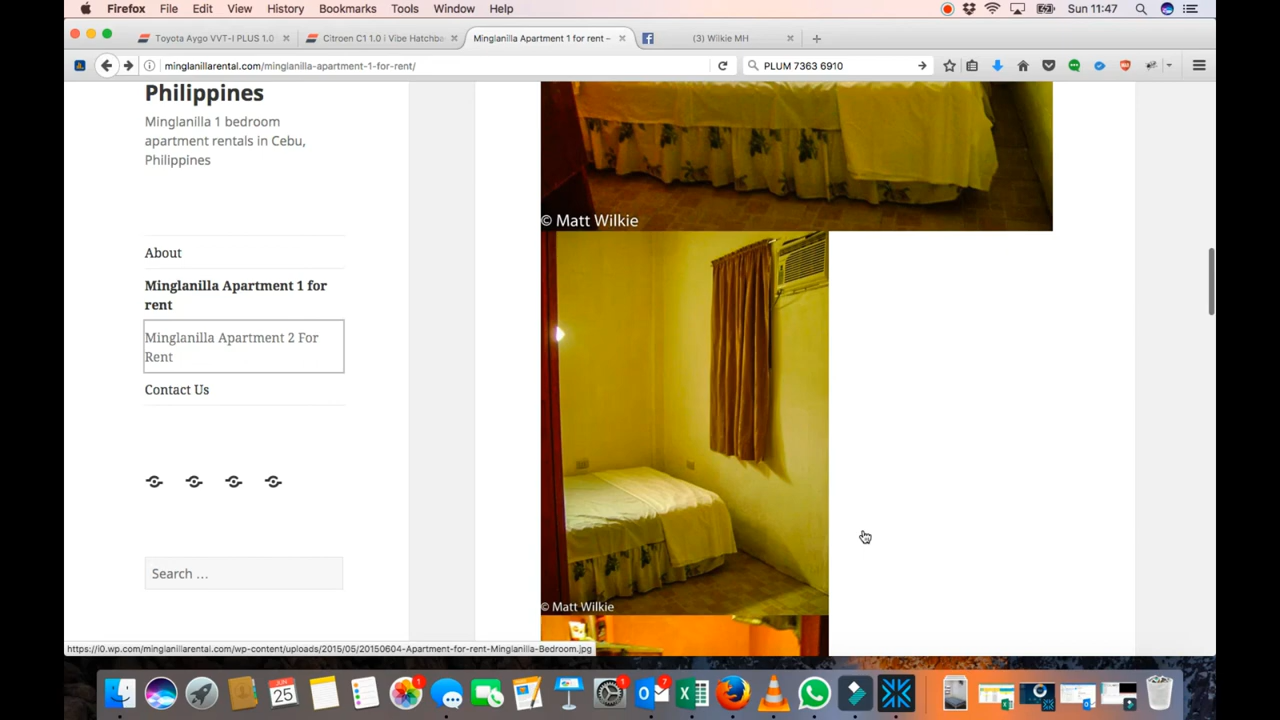 Firefox File Edit View History Bookmarks Tools Window Help Sun 11:47
Toyota Aygo VVT-I PLUS 1.0 Citroen C1 1.0 i Vibe Hatchba Minglanilla Apartment 1 for rent – (3) Wilkie MH
minglanillarental.com/minglanilla-apartment-1-for-rent/ PLUM 7363 6910
Philippines
Minglanilla 1 bedroom
apartment rentals in Cebu,
Philippines
About
Minglanilla Apartment 1 for
rent
Minglanilla Apartment 2 For
Rent
Contact Us
Search ...
© Matt Wilkie
© Matt Wilkie
https://i0.wp.com/minglanillarental.com/wp-content/uploads/2015/05/20150604-Apartment-for-rent-Minglanilla-Bedroom.jpg
JUN
25
1
1
7